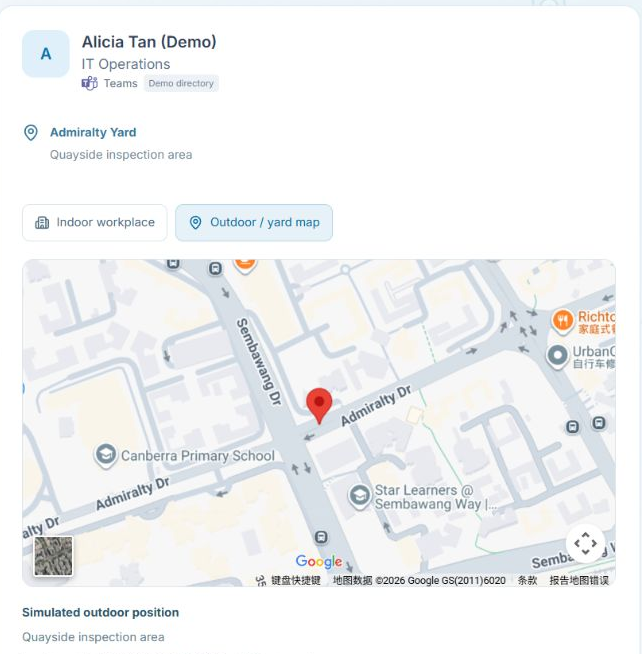 A
Alicia Tan (Demo)
IT Operations
Teams
Demo directory
Admiralty Yard
Quayside inspection area
Indoor workplace
Outdoor / yard map
Sembawang Dr
Richto
家庭式
UrbanC
自行车修
Admiralty Dr
Canberra Primary School
Admiralty Dr
Star Learners @
Sembawang Way |...
alty Dr
Semba
Google
键盘快捷键
地图数据 ©2026 Google GS(2011)6020
条款
报告地图错误
Simulated outdoor position
Quayside inspection area